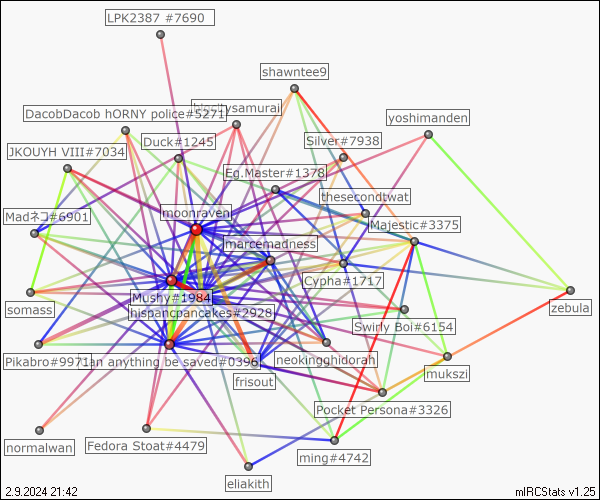 LPK2387 #7690
shawntee9
DacobDacob hORNY police#5271
bigcitysamurai
yoshimanden
Duck#1245
Silver#7938
JKOUYH VIII#7034
Eg.Master#1378
thesecondtwat
moonraven
Madネコ#6901
Majestic#3375
marcemadness
Cypha#1717
Mushy#1984
somass
hispancpancakes#2928
zebula
Swirly Boi#6154
Pikabro#9971
an anything be saved#0396
neokingghidorah
mukszi
frisout
Pocket Persona#3326
normalwan
Fedora Stoat#4479
ming#4742
eliakith
2.9.2024 21:42
mIRCStats v1.25